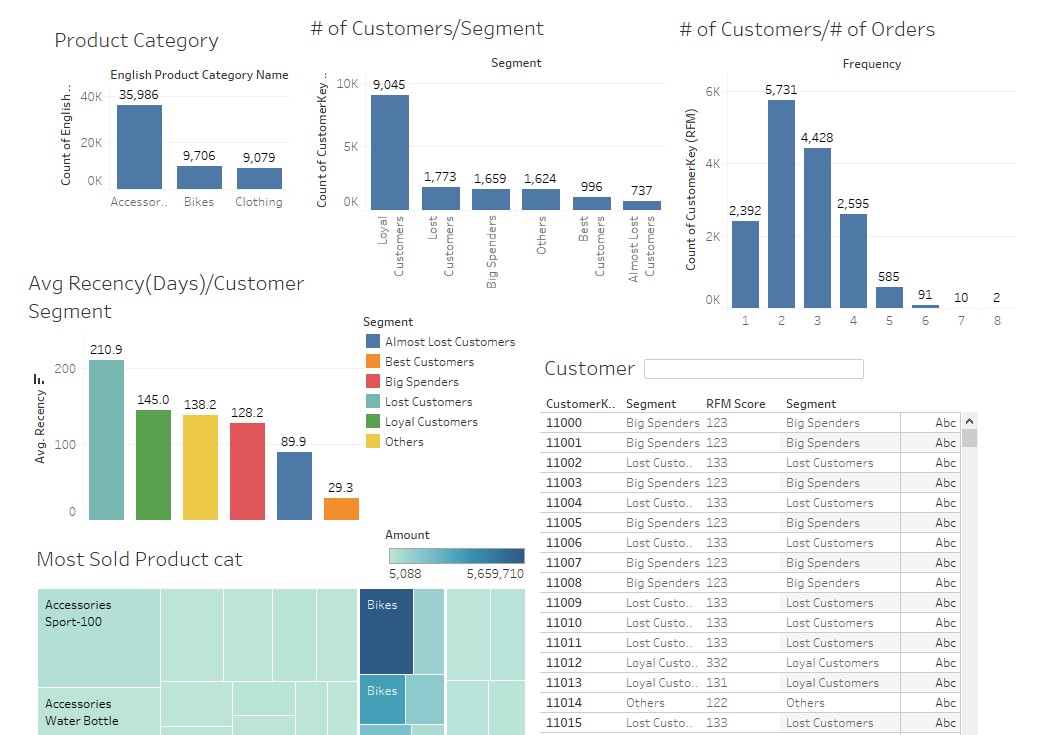 Product Category
English Product Category Name
Count of English...
40K
20K
0K
35,986
9,706
9,079
Accessor..
Bikes
Clothing
# of Customers/Segment
Segment
Count of CustomerKey ..
10K
5K
0K
9,045
1,773
1,659
1,624
996
737
Loyal
Customers
Lost
Customers
Big Spenders
Others
Best
Customers
Almost Lost
Customers
# of Customers/# of Orders
Frequency
Count of CustomerKey (RFM)
6K
4K
2K
0K
2,392
5,731
4,428
2,595
585
91
10
2
1
2
3
4
5
6
7
8
Avg Recency(Days)/Customer
Segment
Avg. Recency
200
100
0
210.9
145.0
138.2
128.2
89.9
29.3
Segment
Almost Lost Customers
Best Customers
Big Spenders
Lost Customers
Loyal Customers
Others
Customer
CustomerK.. Segment RFM Score Segment
11000 Big Spenders 123 Big Spenders Abc
11001 Big Spenders 123 Big Spenders Abc
11002 Lost Custo.. 133 Lost Customers Abc
11003 Big Spenders 123 Big Spenders Abc
11004 Lost Custo.. 133 Lost Customers Abc
11005 Big Spenders 123 Big Spenders Abc
11006 Lost Custo.. 133 Lost Customers Abc
11007 Big Spenders 123 Big Spenders Abc
11008 Big Spenders 123 Big Spenders Abc
11009 Lost Custo.. 133 Lost Customers Abc
11010 Lost Custo.. 133 Lost Customers Abc
11011 Lost Custo.. 133 Lost Customers Abc
11012 Loyal Custo.. 332 Loyal Customers Abc
11013 Loyal Custo.. 131 Loyal Customers Abc
11014 Others 122 Others Abc
11015 Lost Custo.. 133 Lost Customers Abc
Most Sold Product cat
Amount
5,088 5,659,710
Accessories
Sport-100
Accessories
Water Bottle
Bikes
Bikes